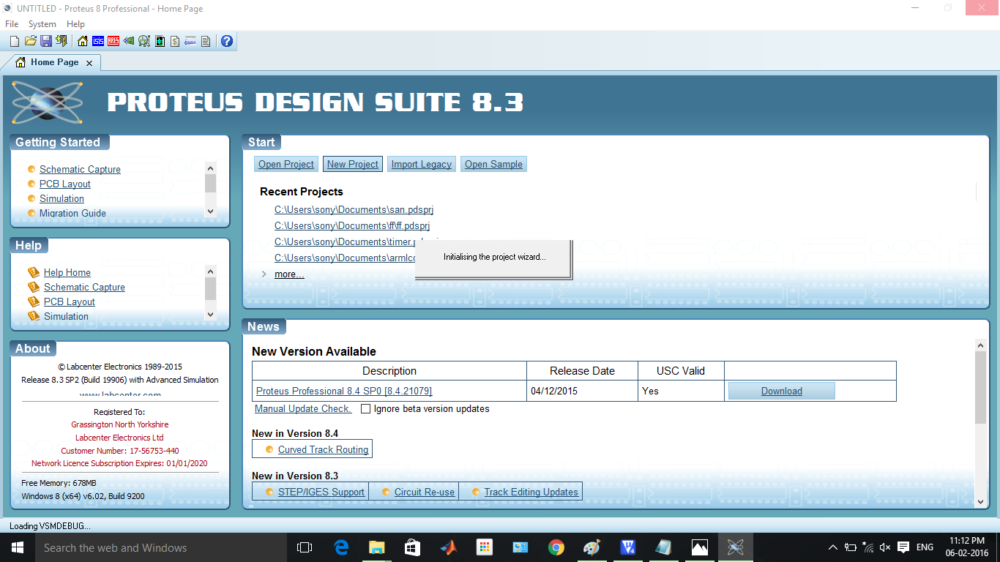 UNTITLED - Proteus 8 Professional - Home Page
File System Help
Home Page
PROTEUS DESIGN SUITE 8.3
Getting Started
Schematic Capture
PCB Layout
Simulation
Migration Guide
Help
Help Home
Schematic Capture
PCB Layout
Simulation
About
© Labcenter Electronics 1989-2015
Release 8.3 SP2 (Build 19906) with Advanced Simulation
www.labcenter.com
Registered To:
Grassington North Yorkshire
Labcenter Electronics Ltd
Customer Number: 17-56753-440
Network Licence Subscription Expires: 01/01/2020
Free Memory: 678MB
Windows 8 (x64) v6.02, Build 9200
Start
Open Project New Project Import Legacy Open Sample
Recent Projects
C:\Users\sony\Documents\san.pdsprj
C:\Users\sony\Documents\ff\ff.pdsprj
C:\Users\sony\Documents\timer.p
C:\Users\sony\Documents\armlc
more...
Initialising the project wizard...
News
New Version Available
Description Release Date USC Valid
Proteus Professional 8.4 SP0 [8.4.21079] 04/12/2015 Yes Download
Manual Update Check. Ignore beta version updates
New in Version 8.4
Curved Track Routing
New in Version 8.3
STEP/IGES Support Circuit Re-use Track Editing Updates
Loading VSMDEBUG...
Search the web and Windows
ENG
11:12 PM
06-02-2016